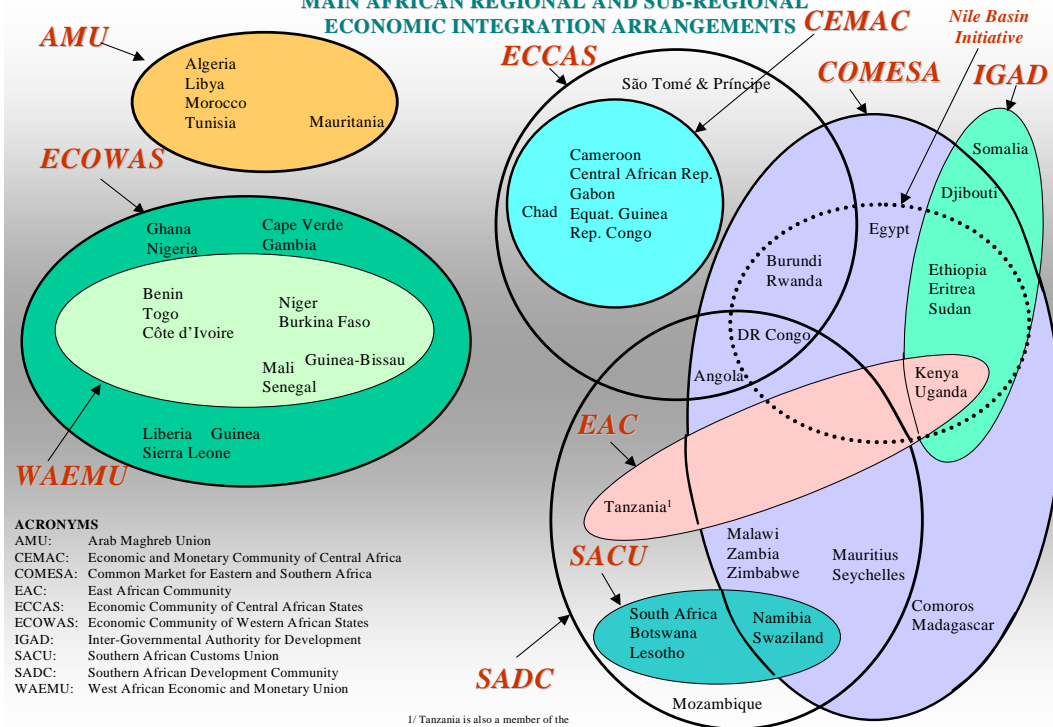 MAIN AFRICAN REGIONAL AND SUB-REGIONAL
ECONOMIC INTEGRATION ARRANGEMENTS
AMU
Algeria
Libya
Morocco
Tunisia
Mauritania
ECOWAS
Ghana
Nigeria
Cape Verde
Gambia
Benin
Togo
Côte d'Ivoire
Niger
Burkina Faso
Mali
Senegal
Guinea-Bissau
Liberia
Guinea
Sierra Leone
WAEMU
ECCAS
São Tomé & Príncipe
CEMAC
Chad
Cameroon
Central African Rep.
Gabon
Equat. Guinea
Rep. Congo
COMESA
Nile Basin
Initiative
IGAD
Somalia
Djibouti
Egypt
Burundi
Rwanda
Ethiopia
Eritrea
Sudan
DR Congo
Angola
Kenya
Uganda
EAC
Tanzania1
Malawi
Zambia
Zimbabwe
Mauritius
Seychelles
Comoros
Madagascar
SACU
South Africa
Botswana
Lesotho
Namibia
Swaziland
SADC
Mozambique
ACRONYMS
AMU: Arab Maghreb Union
CEMAC: Economic and Monetary Community of Central Africa
COMESA: Common Market for Eastern and Southern Africa
EAC: East African Community
ECCAS: Economic Community of Central African States
ECOWAS: Economic Community of Western African States
IGAD: Inter-Governmental Authority for Development
SACU: Southern African Customs Union
SADC: Southern African Development Community
WAEMU: West African Economic and Monetary Union
1/ Tanzania is also a member of the